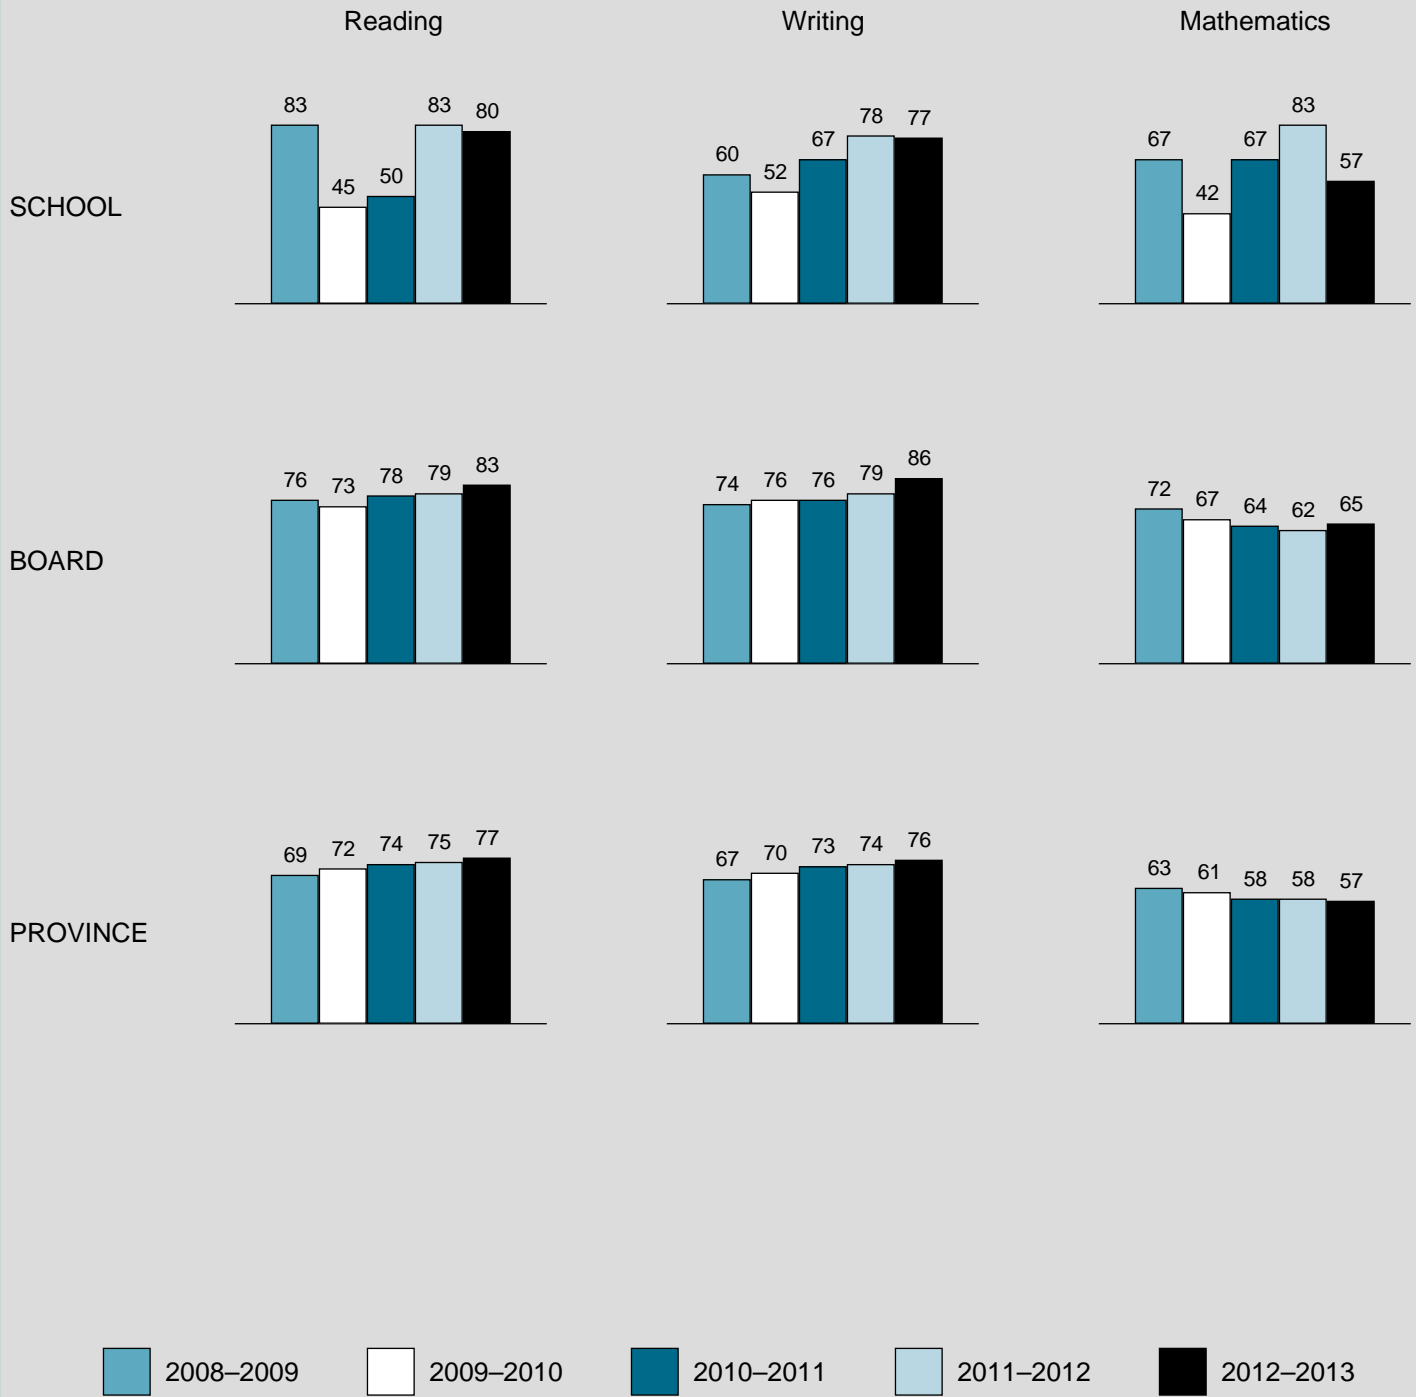 Reading Writing Mathematics
SCHOOL
83 45 50 83 80
60 52 67 78 77
67 42 67 83 57
BOARD
76 73 78 79 83
74 76 76 79 86
72 67 64 62 65
PROVINCE
69 72 74 75 77
67 70 73 74 76
63 61 58 58 57
2008–2009 2009–2010 2010–2011 2011–2012 2012–2013